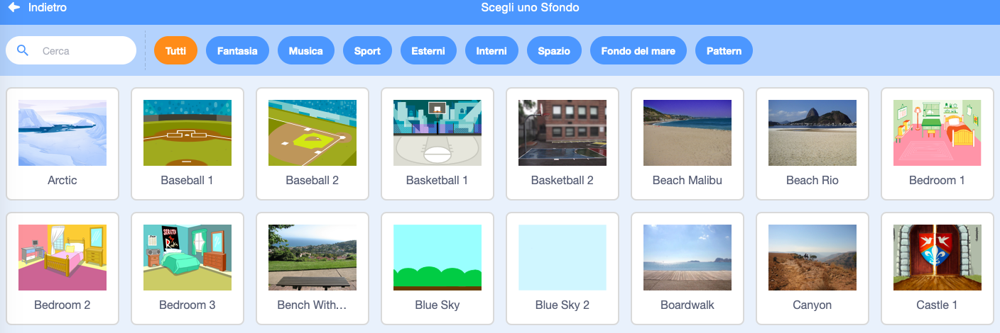 Indietro
Scegli uno Sfondo
Cerca
Tutti
Fantasia
Musica
Sport
Esterni
Interni
Spazio
Fondo del mare
Pattern
Arctic
Baseball 1
Baseball 2
Basketball 1
Basketball 2
Beach Malibu
Beach Rio
Bedroom 1
SCRATCH
Bedroom 2
Bedroom 3
Bench With...
Blue Sky
Blue Sky 2
Boardwalk
Canyon
Castle 1